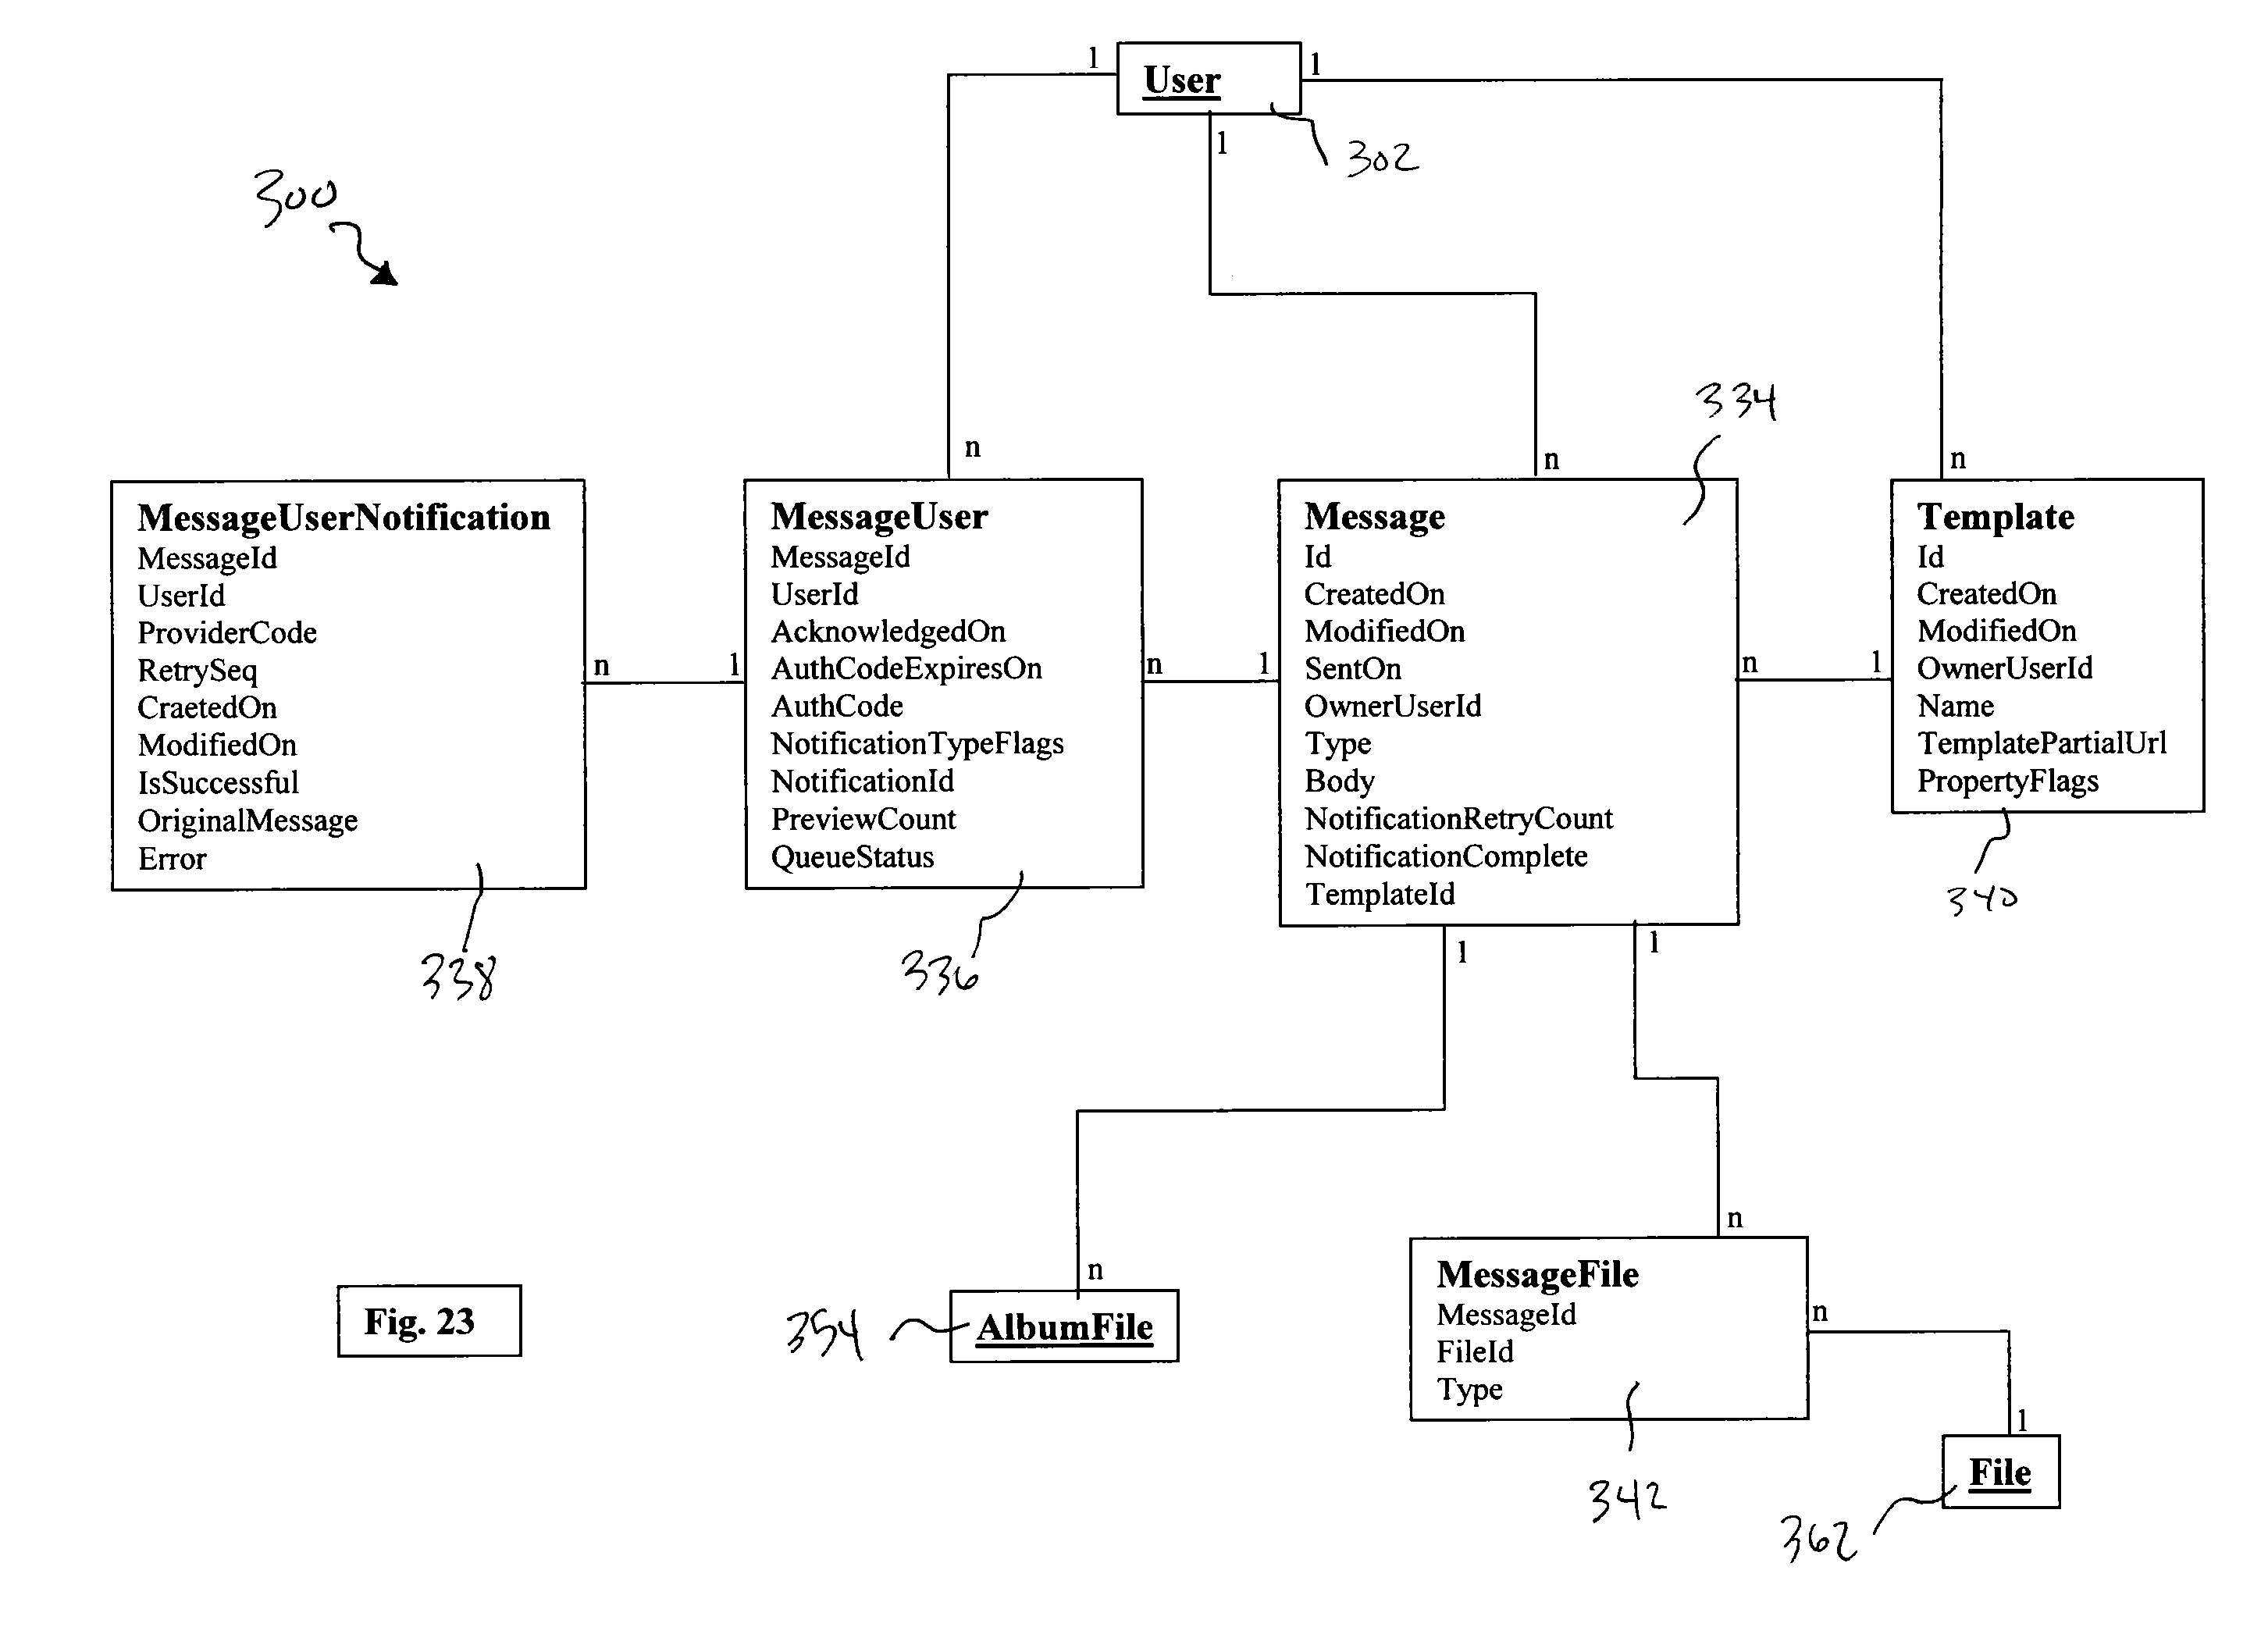 1
User
1
1
302
300
n
n
n
334
MessageUserNotification
MessageId
UserId
ProviderCode
RetrySeq
CraetedOn
ModifiedOn
IsSuccessful
OriginalMessage
Error
338
n
1
MessageUser
MessageId
UserId
AcknowledgedOn
AuthCodeExpiresOn
AuthCode
NotificationTypeFlags
NotificationId
PreviewCount
QueueStatus
336
n
1
Message
Id
CreatedOn
ModifiedOn
SentOn
OwnerUserId
Type
Body
NotificationRetryCount
NotificationComplete
TemplateId
n
1
Template
Id
CreatedOn
ModifiedOn
OwnerUserId
Name
TemplatePartialUrl
PropertyFlags
340
1
1
n
n
Fig. 23
354
AlbumFile
MessageFile
MessageId
FileId
Type
342
n
1
File
362